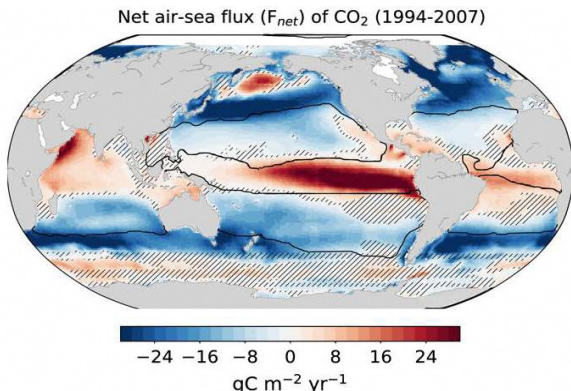 Net air-sea flux (Fnet) of CO2 (1994-2007)
−24 −16 −8 0 8 16 24
gC m−2 yr−1